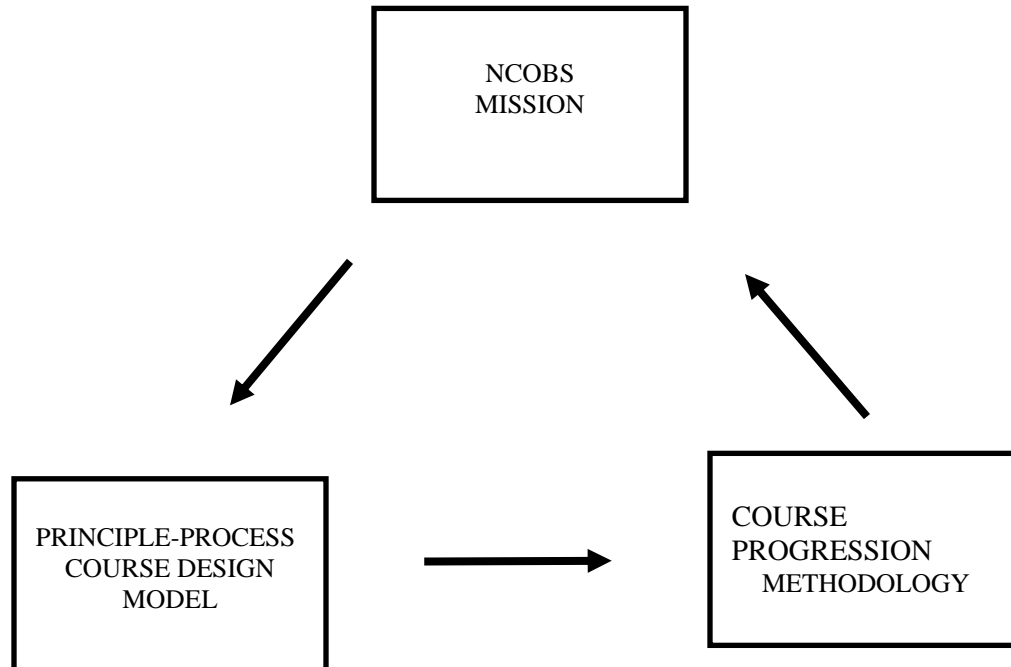 NCOBS
MISSION
PRINCIPLE-PROCESS
COURSE DESIGN
MODEL
COURSE
PROGRESSION
METHODOLOGY